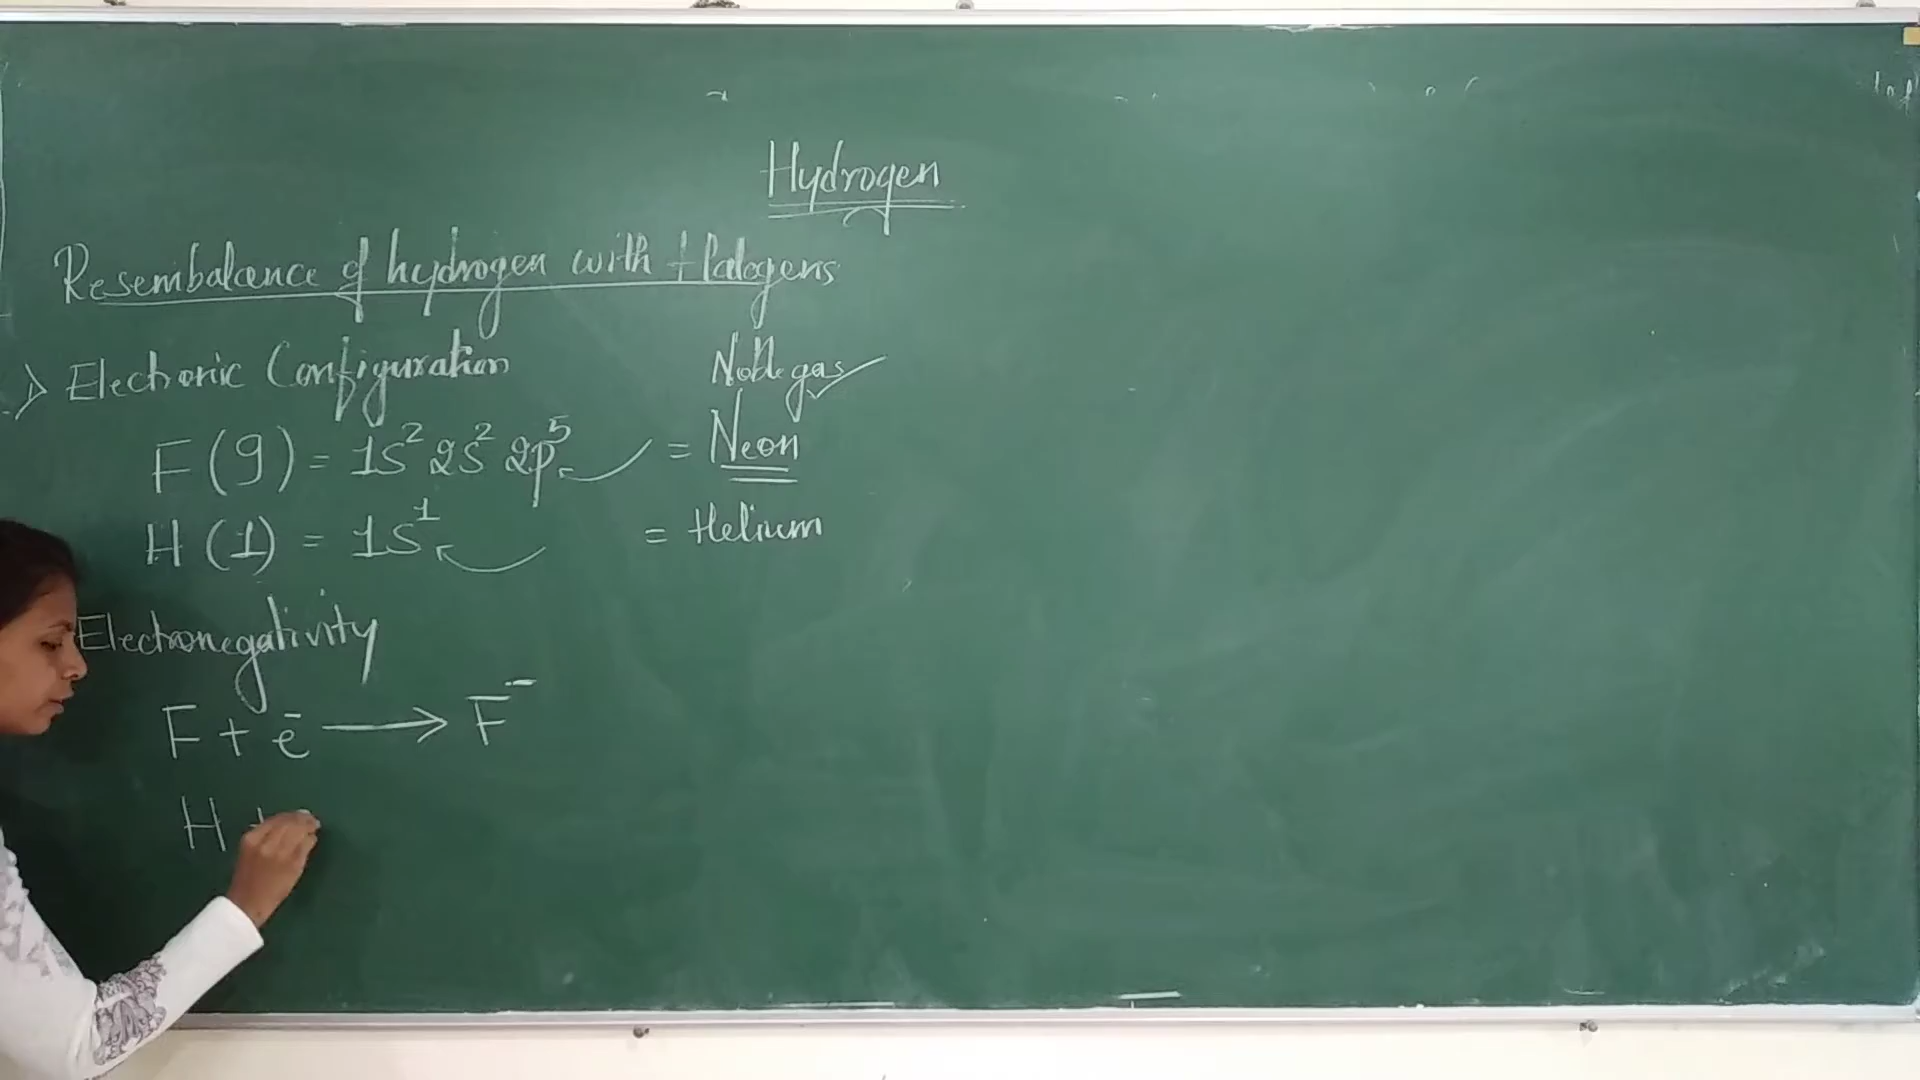 Hydrogen
Resembalance of hydrogen with Halogens
Electronic Configuration
Noble gas
F (9) = 1s² 2s² 2p⁵ = Neon
H (1) = 1s¹ = Helium
Electronegativity
F + e⁻ ⟶ F⁻
H +